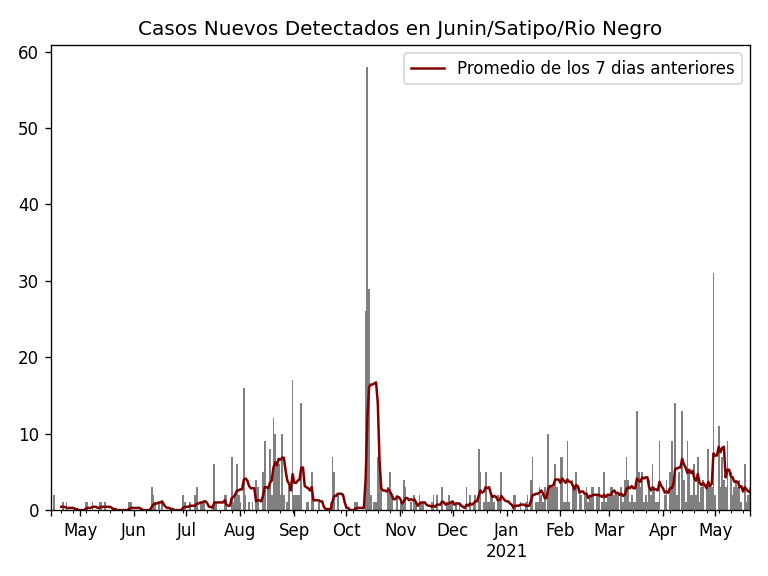 Casos Nuevos Detectados en Junin/Satipo/Rio Negro
Promedio de los 7 dias anteriores
60
50
40
30
20
10
0
May Jun Jul Aug Sep Oct Nov Dec Jan Feb Mar Apr May
2021